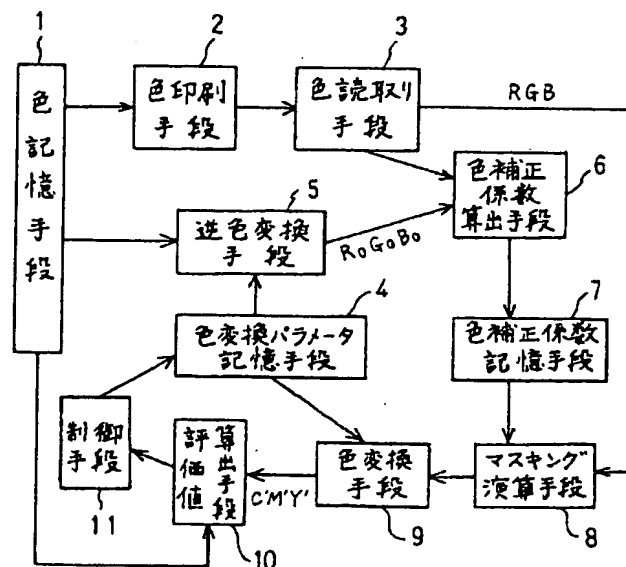 1
色記憶手段
2
色印刷
手段
3
色読取り
手段
RGB
5
逆色変換
手段
R₀G₀B₀
色補正
係数
算出手段
6
4
色変換パラメータ
記憶手段
7
色補正係数
記憶手段
制御
手段
11
評価値
算出手段
10
C'M'Y'
色変換
手段
9
マスキング
演算手段
8